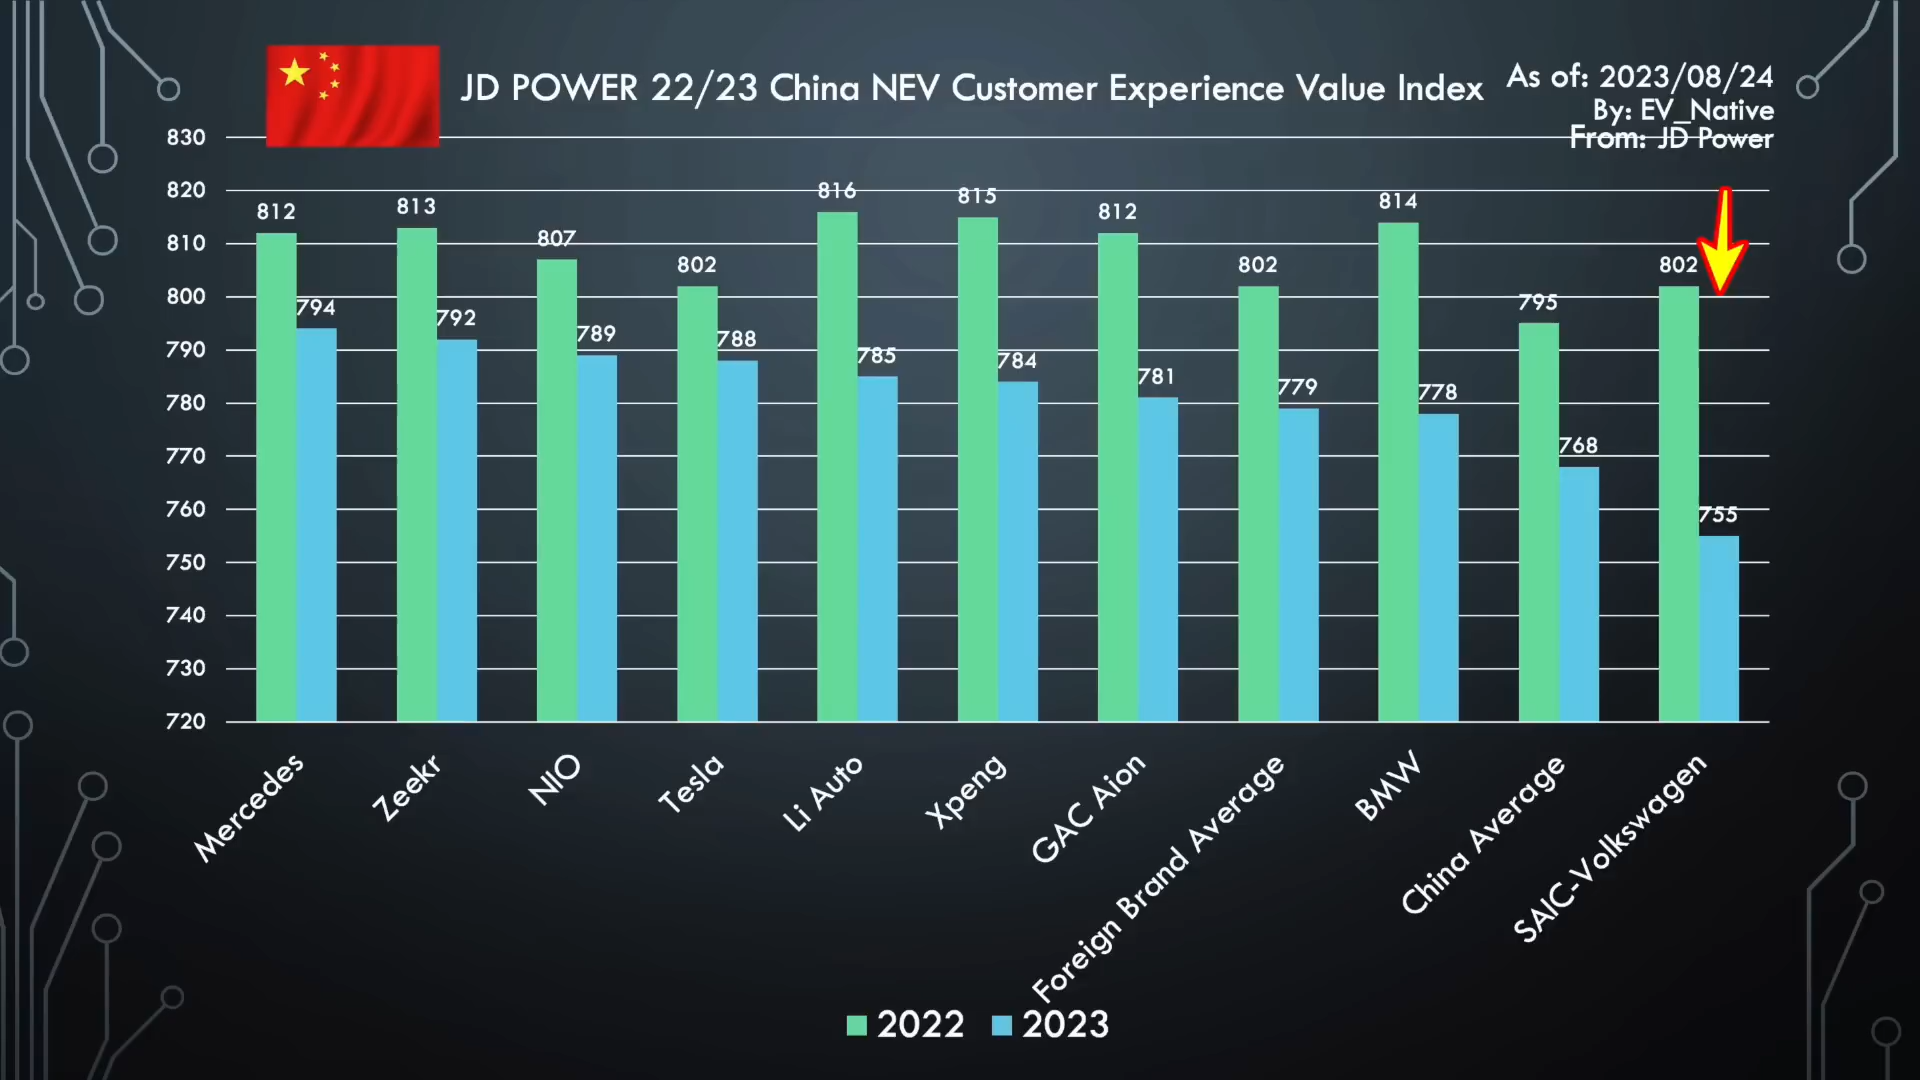 JD POWER 22/23 China NEV Customer Experience Value Index
As of: 2023/08/24
By: EV_Native
From: JD Power
830
820
810
800
790
780
770
760
750
740
730
720
812
794
813
792
807
789
802
788
816
785
815
784
812
781
802
779
814
778
795
768
802
755
Mercedes
Zeekr
NIO
Tesla
Li Auto
Xpeng
GAC Aion
Foreign Brand Average
BMW
China Average
SAIC-Volkswagen
2022
2023